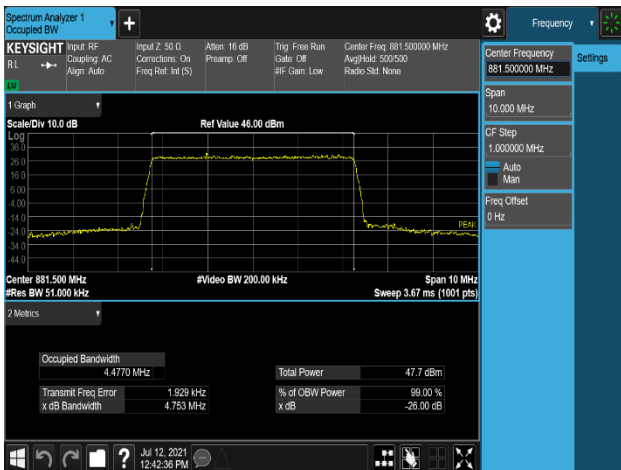 Spectrum Analyzer 1
Occupied BW
Frequency
KEYSIGHT
RL
Input: RF
Coupling: AC
Align: Auto
Input Z: 50 Ω
Corrections: On
Freq Ref: Int (S)
Atten: 16 dB
Preamp: Off
Trig: Free Run
Gate: Off
#IF Gain: Low
Center Freq: 881.500000 MHz
Avg|Hold: 500/500
Radio Std: None
Center Frequency
881.500000 MHz
Settings
Span
10.000 MHz
CF Step
1.000000 MHz
Auto
Man
Freq Offset
0 Hz
1 Graph
Scale/Div 10.0 dB
Ref Value 46.00 dBm
Log
36.0
26.0
16.0
6.00
-4.00
-14.0
-24.0
-34.0
-44.0
PEAK
Center 881.500 MHz
#Video BW 200.00 kHz
Span 10 MHz
#Res BW 51.000 kHz
Sweep 3.67 ms (1001 pts)
2 Metrics
Occupied Bandwidth
4.4770 MHz
Total Power 47.7 dBm
Transmit Freq Error 1.929 kHz
% of OBW Power 99.00 %
x dB Bandwidth 4.753 MHz
x dB -26.00 dB
Jul 12, 2021
12:42:36 PM